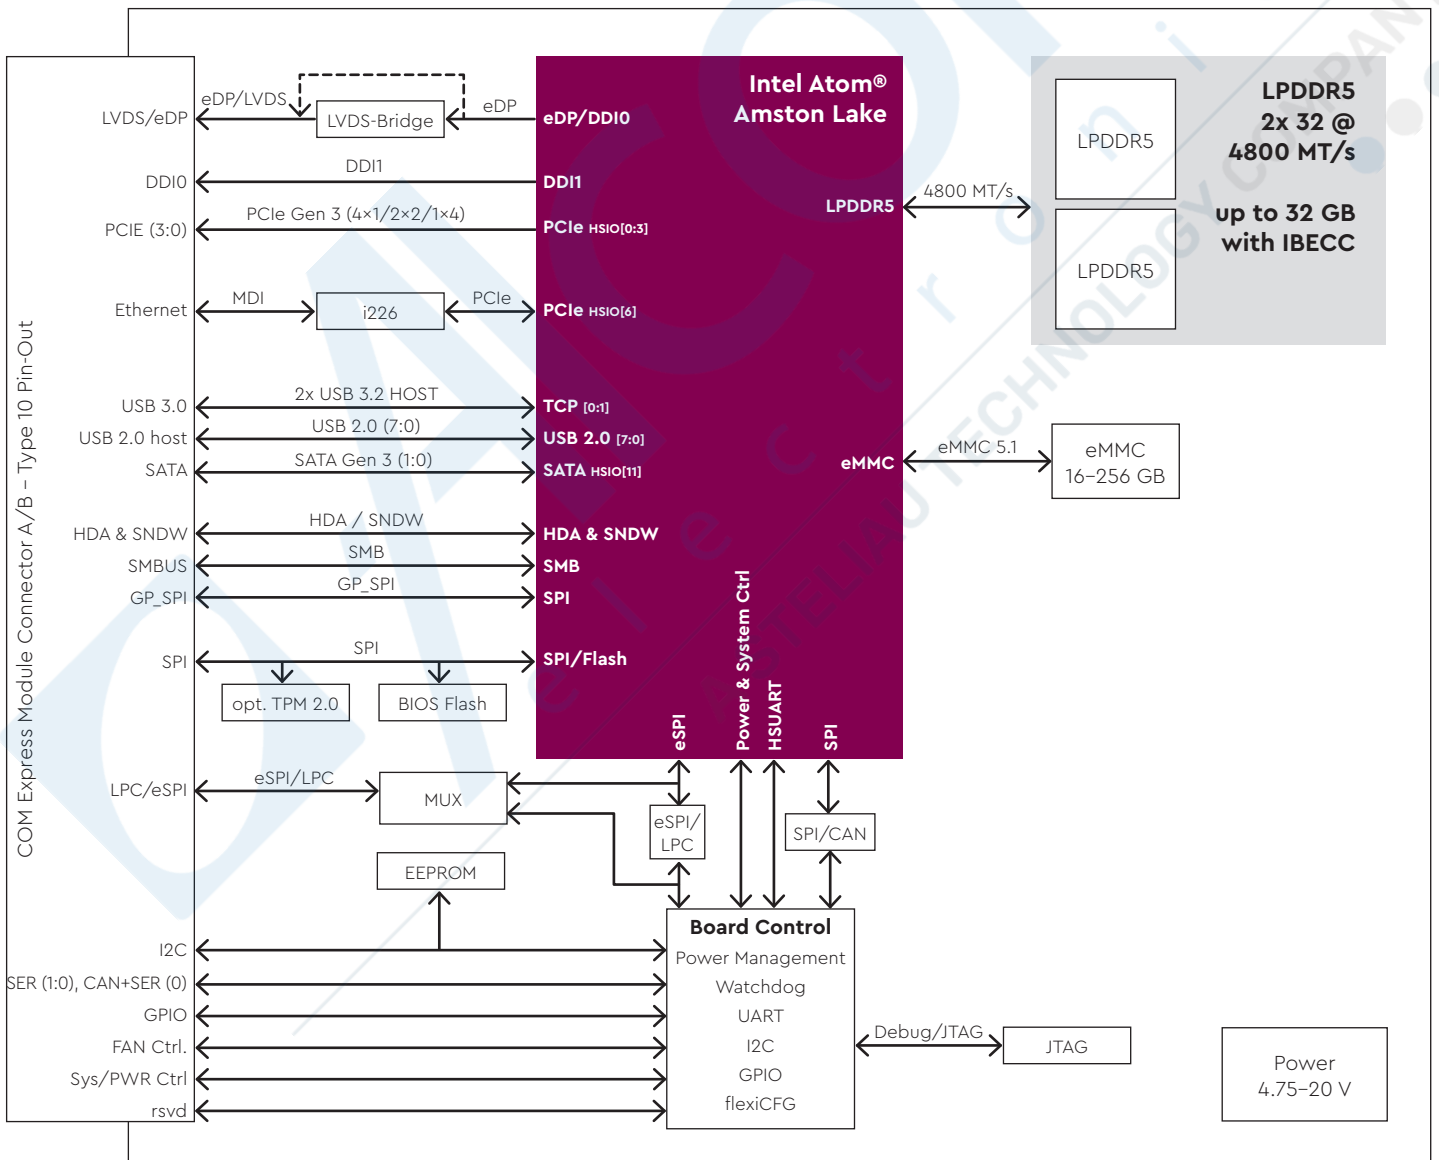 COM Express Module Connector A/B – Type 10 Pin-Out
LVDS/eDP
eDP/LVDS
LVDS-Bridge
eDP
eDP/DDI0
Intel Atom®
Amston Lake
DDI0
DDI1
DDI1
PCIE (3:0)
PCIe Gen 3 (4×1/2×2/1×4)
PCIe HSIO[0:3]
LPDDR5
4800 MT/s
LPDDR5
LPDDR5
LPDDR5
2x 32 @
4800 MT/s
up to 32 GB
with IBECC
Ethernet
MDI
i226
PCIe
PCIe HSIO[6]
USB 3.0
2x USB 3.2 HOST
TCP [0:1]
USB 2.0 host
USB 2.0 (7:0)
USB 2.0 [7:0]
SATA
SATA Gen 3 (1:0)
SATA HSIO[11]
eMMC
eMMC 5.1
eMMC
16–256 GB
HDA & SNDW
HDA / SNDW
HDA & SNDW
SMBUS
SMB
SMB
GP_SPI
GP_SPI
SPI
SPI
SPI
SPI/Flash
opt. TPM 2.0
BIOS Flash
eSPI
Power & System Ctrl
HSUART
SPI
LPC/eSPI
eSPI/LPC
MUX
eSPI/
LPC
SPI/CAN
EEPROM
I2C
SER (1:0), CAN+SER (0)
GPIO
FAN Ctrl.
Sys/PWR Ctrl
rsvd
Board Control
Power Management
Watchdog
UART
I2C
GPIO
flexiCFG
Debug/JTAG
JTAG
Power
4.75–20 V
electroni
ASTELIAU TECHNOLOGY COMPAN